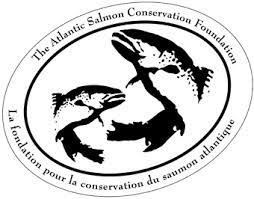 The Atlantic Salmon Conservation Foundation
La fondation pour la conservation du saumon atlantique